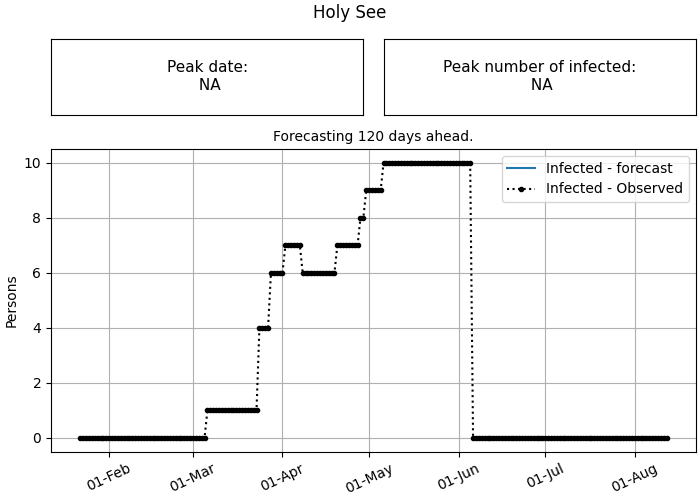 Holy See
Peak date:
NA
Peak number of infected:
NA
Forecasting 120 days ahead.
Infected - forecast
Infected - Observed
Persons
10
8
6
4
2
0
01-Feb
01-Mar
01-Apr
01-May
01-Jun
01-Jul
01-Aug